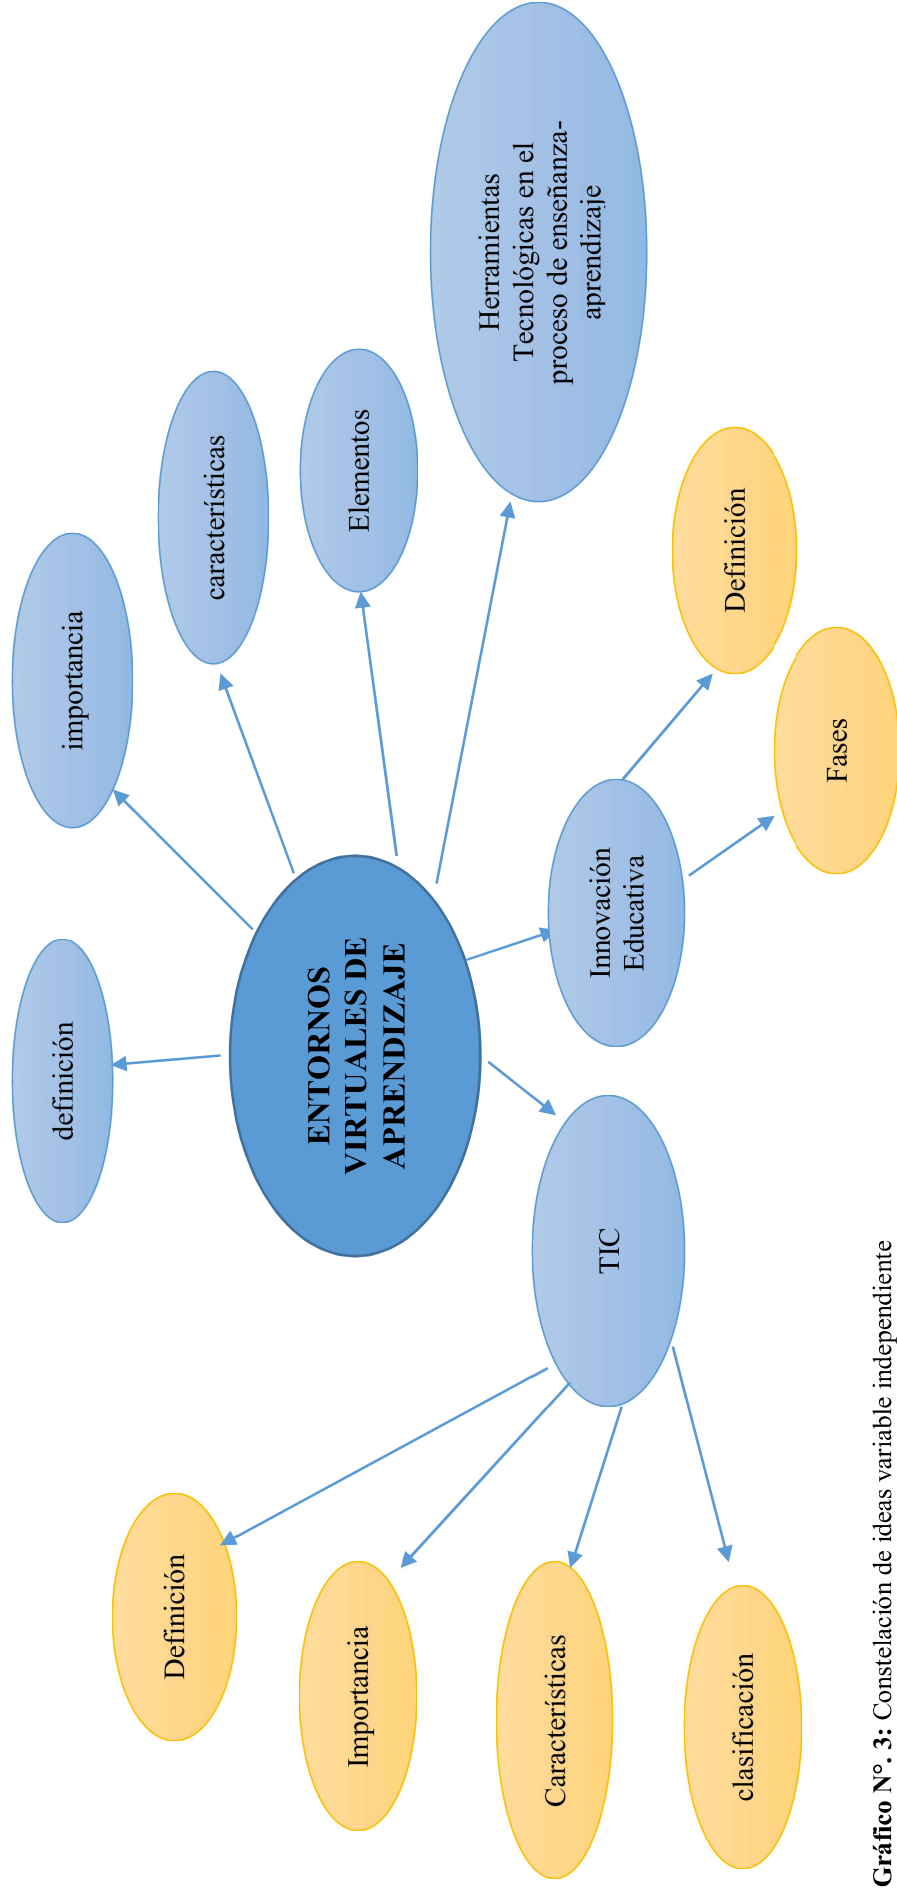 definición
importancia
características
Elementos
Herramientas
Tecnológicas en el
proceso de enseñanza-
aprendizaje
ENTORNOS
VIRTUALES DE
APRENDIZAJE
Innovación
Educativa
Definición
Fases
TIC
Definición
Importancia
Características
clasificación
Gráfico N°. 3: Constelación de ideas variable independiente